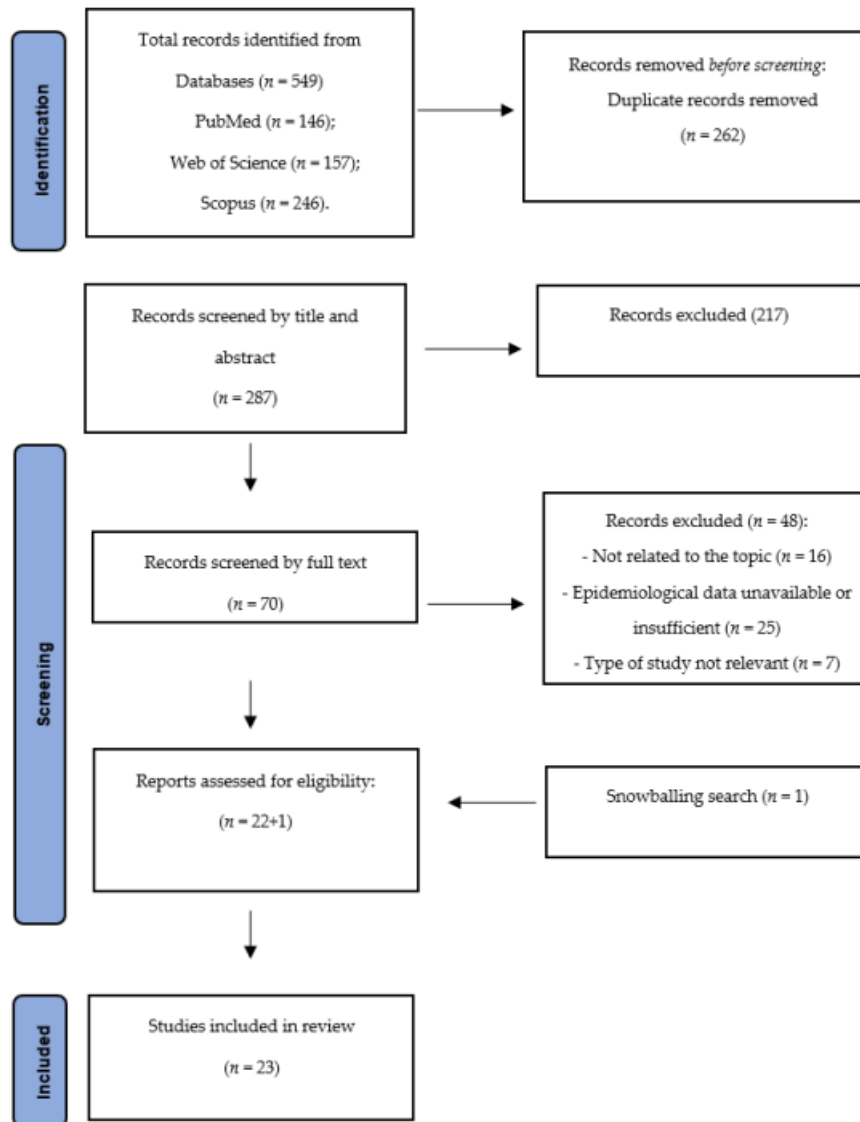 Identification
Total records identified from
Databases (n = 549)
PubMed (n = 146);
Web of Science (n = 157);
Scopus (n = 246).
Records removed before screening:
Duplicate records removed
(n = 262)
Records screened by title and
abstract
(n = 287)
Records excluded (217)
Screening
Records screened by full text
(n = 70)
Records excluded (n = 48):
- Not related to the topic (n = 16)
- Epidemiological data unavailable or
insufficient (n = 25)
- Type of study not relevant (n = 7)
Reports assessed for eligibility:
(n = 22+1)
Snowballing search (n = 1)
Included
Studies included in review
(n = 23)